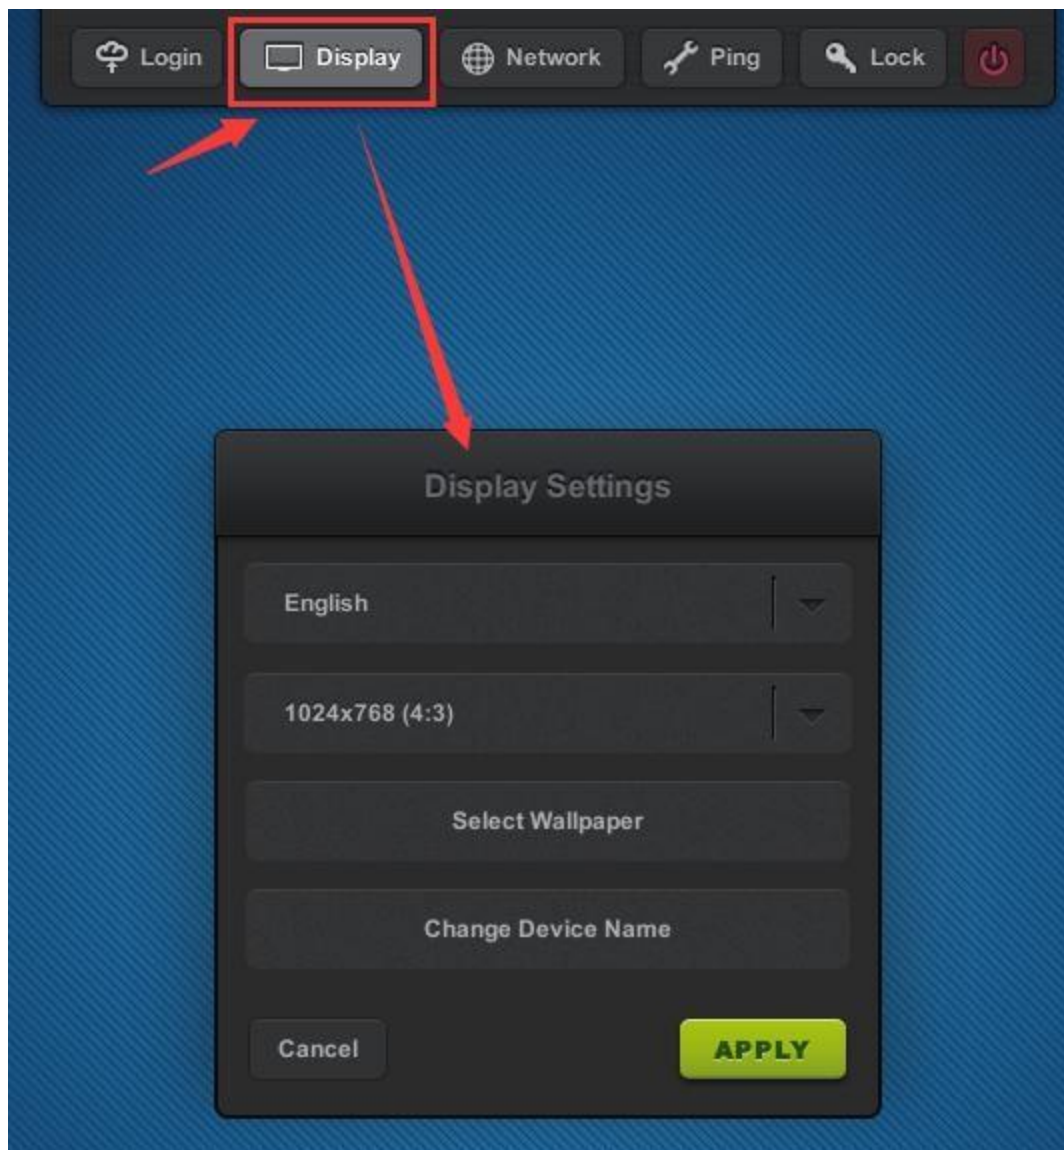 Login Display Network Ping Lock
Display Settings
English
1024x768 (4:3)
Select Wallpaper
Change Device Name
Cancel APPLY